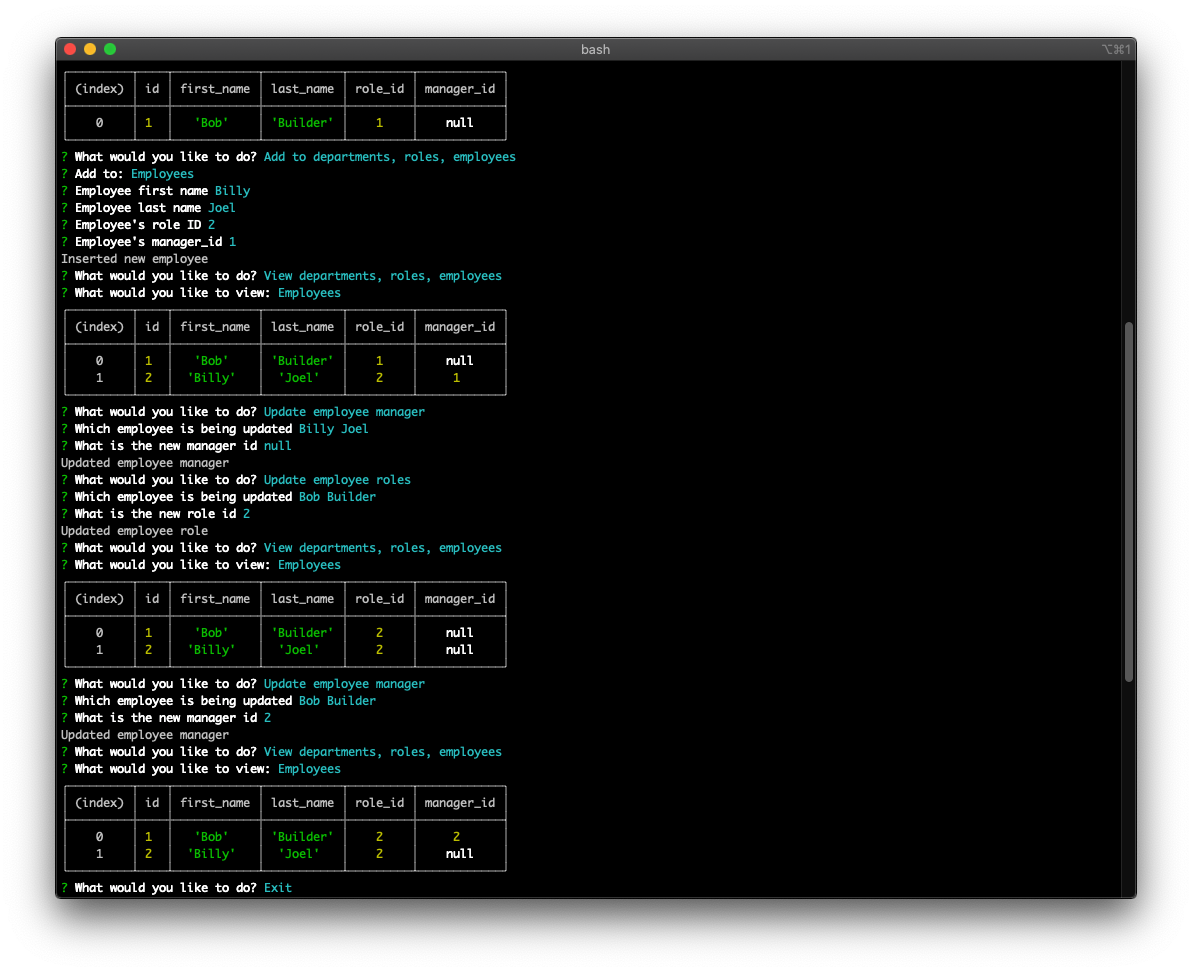 bash
⌥⌘1
(index) id first_name last_name role_id manager_id
0 1 'Bob' 'Builder' 1 null
? What would you like to do? Add to departments, roles, employees
? Add to: Employees
? Employee first name Billy
? Employee last name Joel
? Employee's role ID 2
? Employee's manager_id 1
Inserted new employee
? What would you like to do? View departments, roles, employees
? What would you like to view: Employees
(index) id first_name last_name role_id manager_id
0 1 'Bob' 'Builder' 1 null
1 2 'Billy' 'Joel' 2 1
? What would you like to do? Update employee manager
? Which employee is being updated Billy Joel
? What is the new manager id null
Updated employee manager
? What would you like to do? Update employee roles
? Which employee is being updated Bob Builder
? What is the new role id 2
Updated employee role
? What would you like to do? View departments, roles, employees
? What would you like to view: Employees
(index) id first_name last_name role_id manager_id
0 1 'Bob' 'Builder' 2 null
1 2 'Billy' 'Joel' 2 null
? What would you like to do? Update employee manager
? Which employee is being updated Bob Builder
? What is the new manager id 2
Updated employee manager
? What would you like to do? View departments, roles, employees
? What would you like to view: Employees
(index) id first_name last_name role_id manager_id
0 1 'Bob' 'Builder' 2 2
1 2 'Billy' 'Joel' 2 null
? What would you like to do? Exit